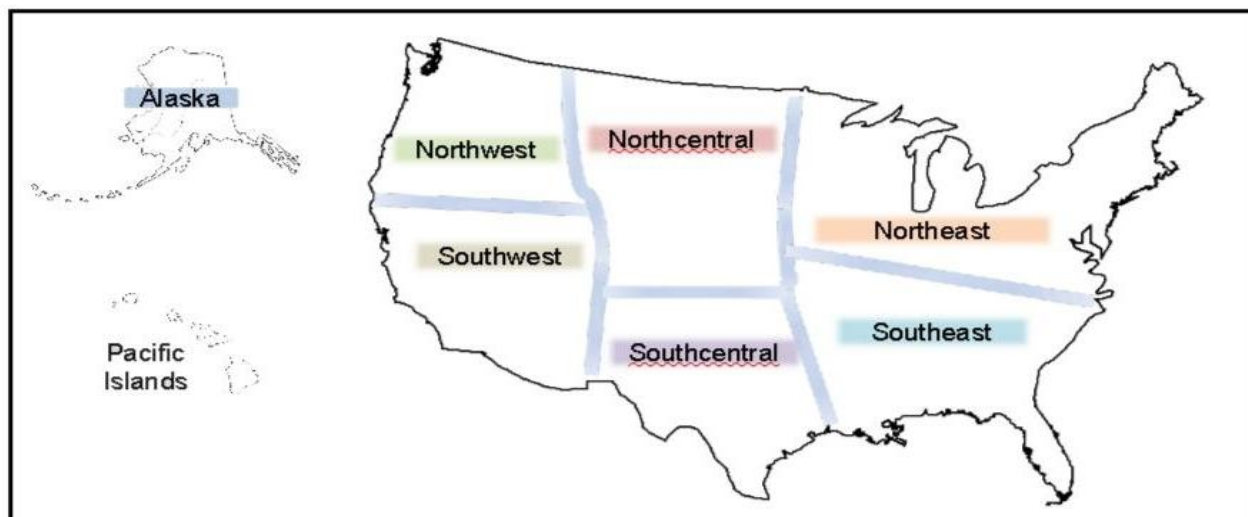 Alaska
Northwest
Northcentral
Northeast
Southwest
Southeast
Southcentral
Pacific
Islands